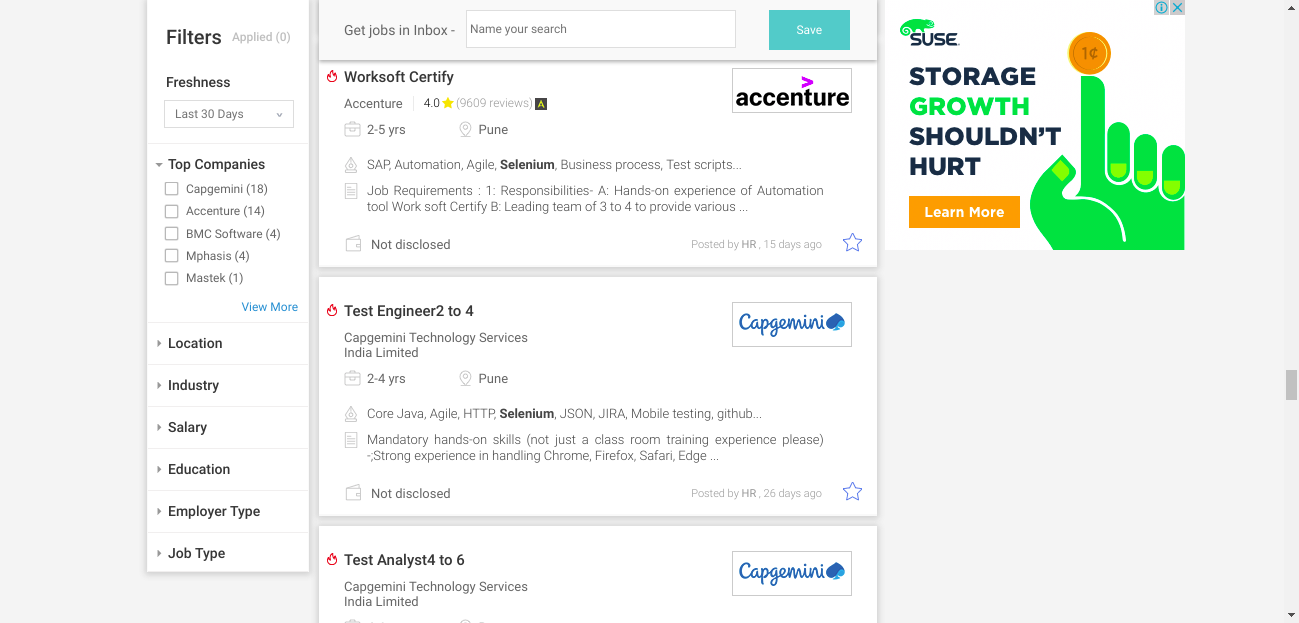 Filters Applied (0)
Freshness
Last 30 Days
Top Companies
Capgemini (18)
Accenture (14)
BMC Software (4)
Mphasis (4)
Mastek (1)
View More
Location
Industry
Salary
Education
Employer Type
Job Type
Get jobs in Inbox - Name your search Save
Worksoft Certify
accenture
Accenture 4.0 (9609 reviews) A
2-5 yrs Pune
SAP, Automation, Agile, Selenium, Business process, Test scripts...
Job Requirements : 1: Responsibilities- A: Hands-on experience of Automation
tool Work soft Certify B: Leading team of 3 to 4 to provide various ...
Not disclosed Posted by HR , 15 days ago
Test Engineer2 to 4
Capgemini
Capgemini Technology Services
India Limited
2-4 yrs Pune
Core Java, Agile, HTTP, Selenium, JSON, JIRA, Mobile testing, github...
Mandatory hands-on skills (not just a class room training experience please)
-;Strong experience in handling Chrome, Firefox, Safari, Edge ...
Not disclosed Posted by HR , 26 days ago
Test Analyst4 to 6
Capgemini
Capgemini Technology Services
India Limited
SUSE
1¢
STORAGE
GROWTH
SHOULDN'T
HURT
Learn More